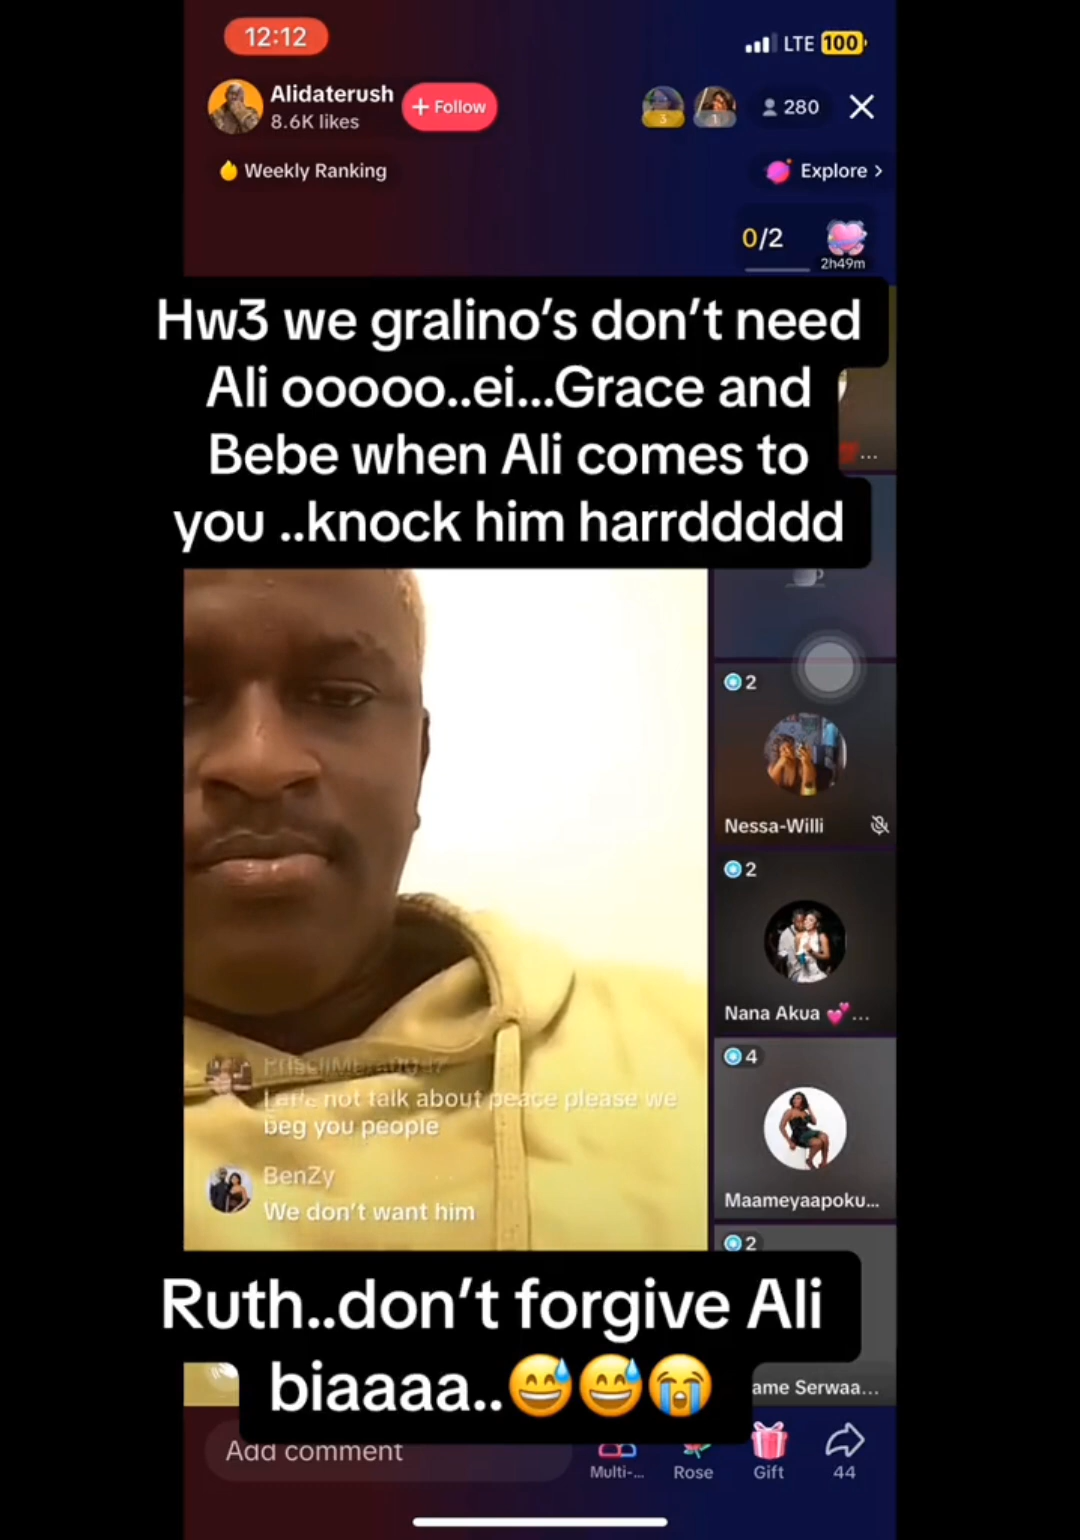 12:12
LTE 100
Alidaterush
8.6K likes
+ Follow
3
1
280
Weekly Ranking
Explore >
0/2
2h49m
Hw3 we gralino's don't need
Ali ooooo..ei...Grace and
Bebe when Ali comes to
you ..knock him harrddddd
...
2
Nessa-Willi
2
Nana Akua 💕...
4
Maameyaapoku...
2
Let's not talk about peace please we
beg you people
BenZy
We don't want him
Ruth..don't forgive Ali
biaaaa..😅😅😭
ame Serwaa...
Add comment
Multi-...
Rose
Gift
44